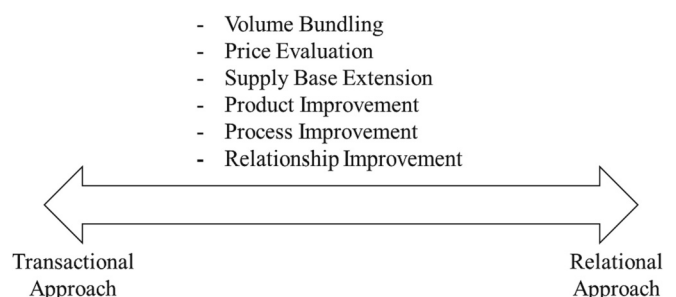 - Volume Bundling
- Price Evaluation
- Supply Base Extension
- Product Improvement
- Process Improvement
- Relationship Improvement
Transactional
Approach
Relational
Approach